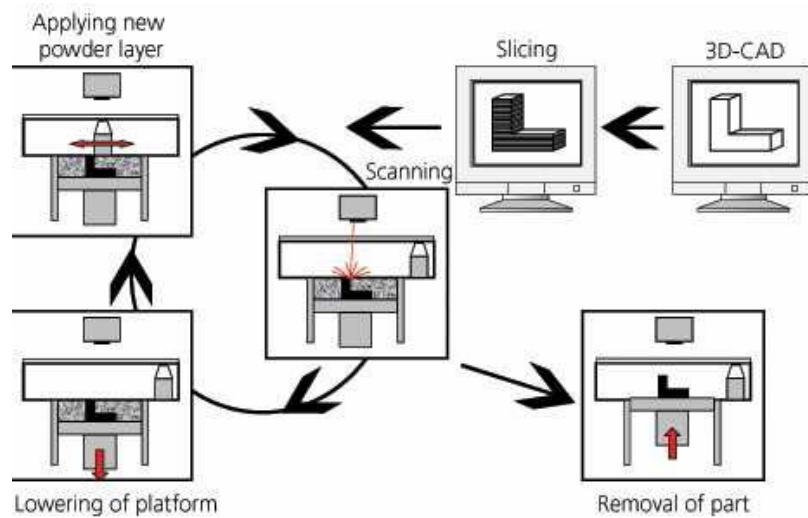 Applying new
powder layer
Slicing
3D-CAD
Scanning
Lowering of platform
Removal of part